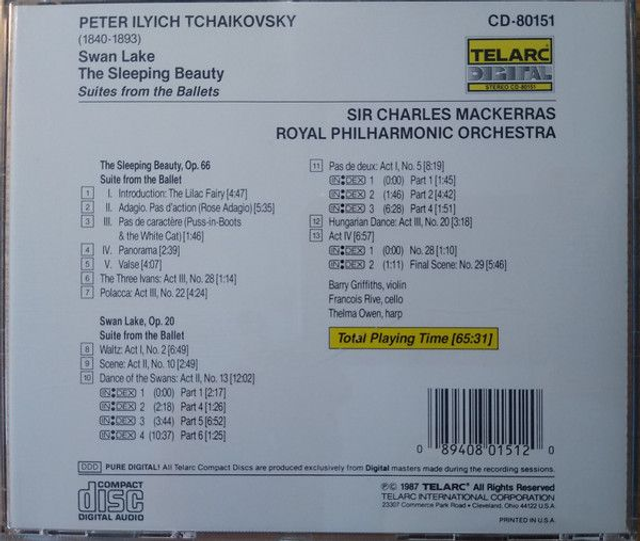 PETER ILYICH TCHAIKOVSKY
(1840-1893)
Swan Lake
The Sleeping Beauty
Suites from the Ballets
CD-80151
TELARC
DIGITAL
STEREO CD-80151
SIR CHARLES MACKERRAS
ROYAL PHILHARMONIC ORCHESTRA
The Sleeping Beauty, Op. 66
Suite from the Ballet
1 I. Introduction: The Lilac Fairy [4:47]
2 II. Adagio. Pas d'action (Rose Adagio) [5:35]
3 III. Pas de caractère (Puss-in-Boots
& the White Cat) [1:46]
4 IV. Panorama [2:39]
5 V. Valse [4:07]
6 The Three Ivans: Act III, No. 28 [1:14]
7 Polacca: Act III, No. 22 [4:24]
Swan Lake, Op. 20
Suite from the Ballet
8 Waltz: Act I, No. 2 [6:49]
9 Scene: Act II, No. 10 [2:49]
10 Dance of the Swans: Act II, No. 13 [12:02]
INDEX 1 (0:00) Part 1 [2:17]
INDEX 2 (2:18) Part 4 [1:26]
INDEX 3 (3:44) Part 5 [6:52]
INDEX 4 (10:37) Part 6 [1:25]
11 Pas de deux: Act I, No. 5 [8:19]
INDEX 1 (0:00) Part 1 [1:45]
INDEX 2 (1:46) Part 2 [4:42]
INDEX 3 (6:28) Part 4 [1:51]
12 Hungarian Dance: Act III, No. 20 [3:18]
13 Act IV [6:57]
INDEX 1 (0:00) No. 28 [1:10]
INDEX 2 (1:11) Final Scene: No. 29 [5:46]
Barry Griffiths, violin
Francois Rive, cello
Thelma Owen, harp
Total Playing Time [65:31]
0 89408 01512 0
DDD PURE DIGITAL! All Telarc Compact Discs are produced exclusively from Digital masters made during the recording sessions.
COMPACT
disc
DIGITAL AUDIO
℗© 1987 TELARC® All Rights Reserved
TELARC INTERNATIONAL CORPORATION
23307 Commerce Park Road • Cleveland, Ohio 44122 U.S.A.
PRINTED IN U.S.A.